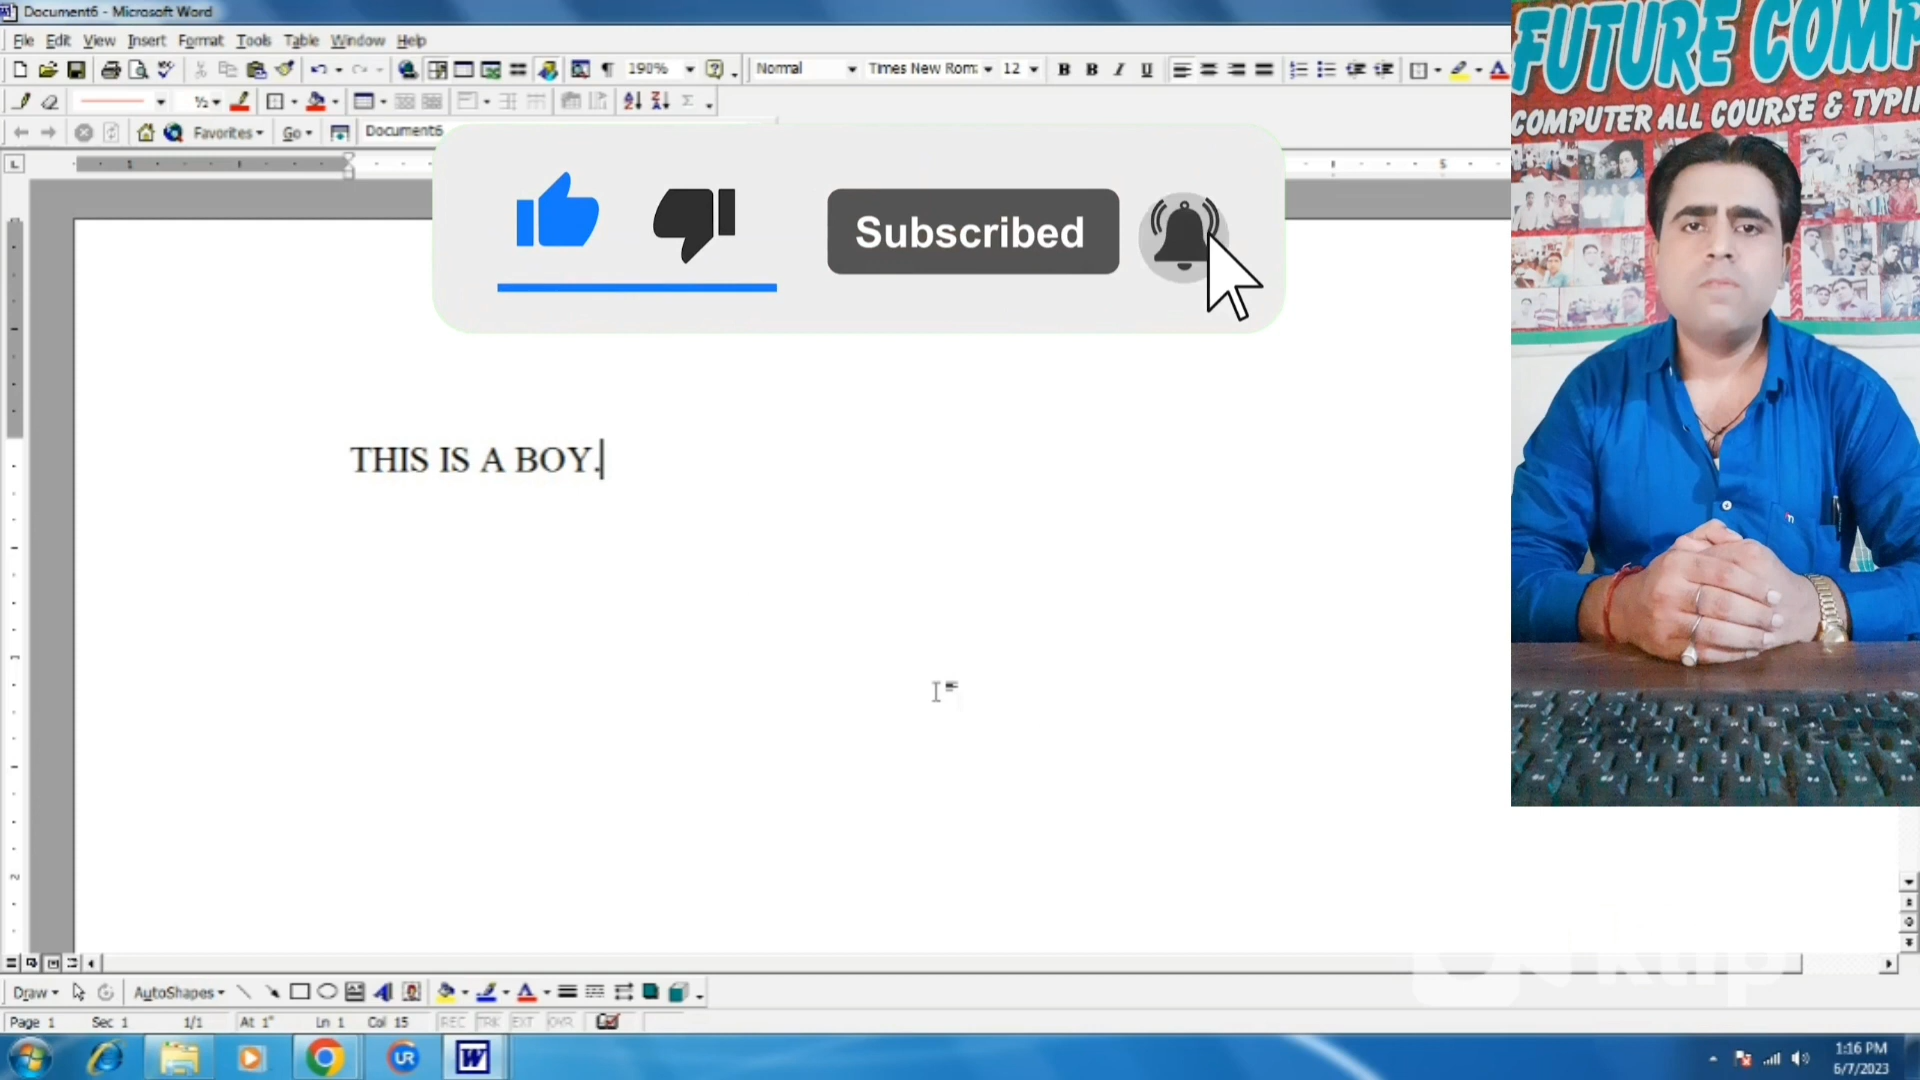 Document6 - Microsoft Word
File Edit View Insert Format Tools Table Window Help
190% Normal Times New Rom 12 B B I U
Favorites Go Document6
FUTURE COMP
COMPUTER ALL COURSE & TYPI
Subscribed
THIS IS A BOY.
Draw AutoShapes
Page 1 Sec 1 1/1 At 1" Ln 1 Col 15 REC TRK EXT OVR
UR W
1:16 PM
6/7/2023